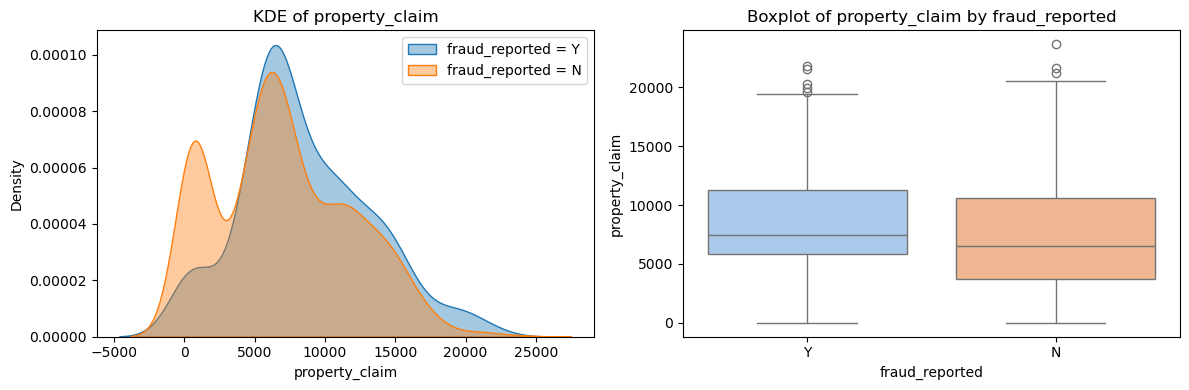 KDE of property_claim
fraud_reported = Y
fraud_reported = N
0.00010
0.00008
0.00006
0.00004
0.00002
0.00000
Density
−5000 0 5000 10000 15000 20000 25000
property_claim
Boxplot of property_claim by fraud_reported
20000
15000
10000
5000
0
property_claim
Y N
fraud_reported